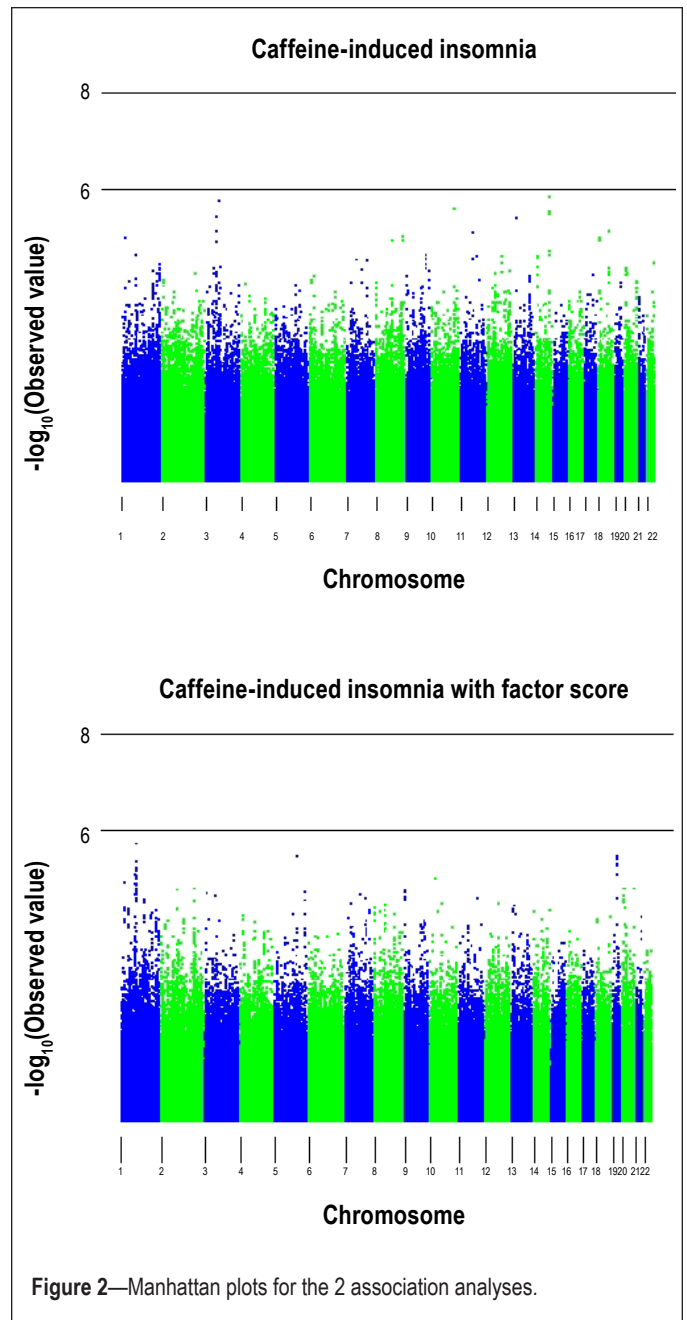 Caffeine-induced insomnia
8
6
-log10(Observed value)
1 2 3 4 5 6 7 8 9 10 11 12 13 14 15 16 17 18 19 20 21 22
Chromosome
Caffeine-induced insomnia with factor score
8
6
-log10(Observed value)
1 2 3 4 5 6 7 8 9 10 11 12 13 14 15 16 17 18 19 20 21 22
Chromosome
Figure 2—Manhattan plots for the 2 association analyses.